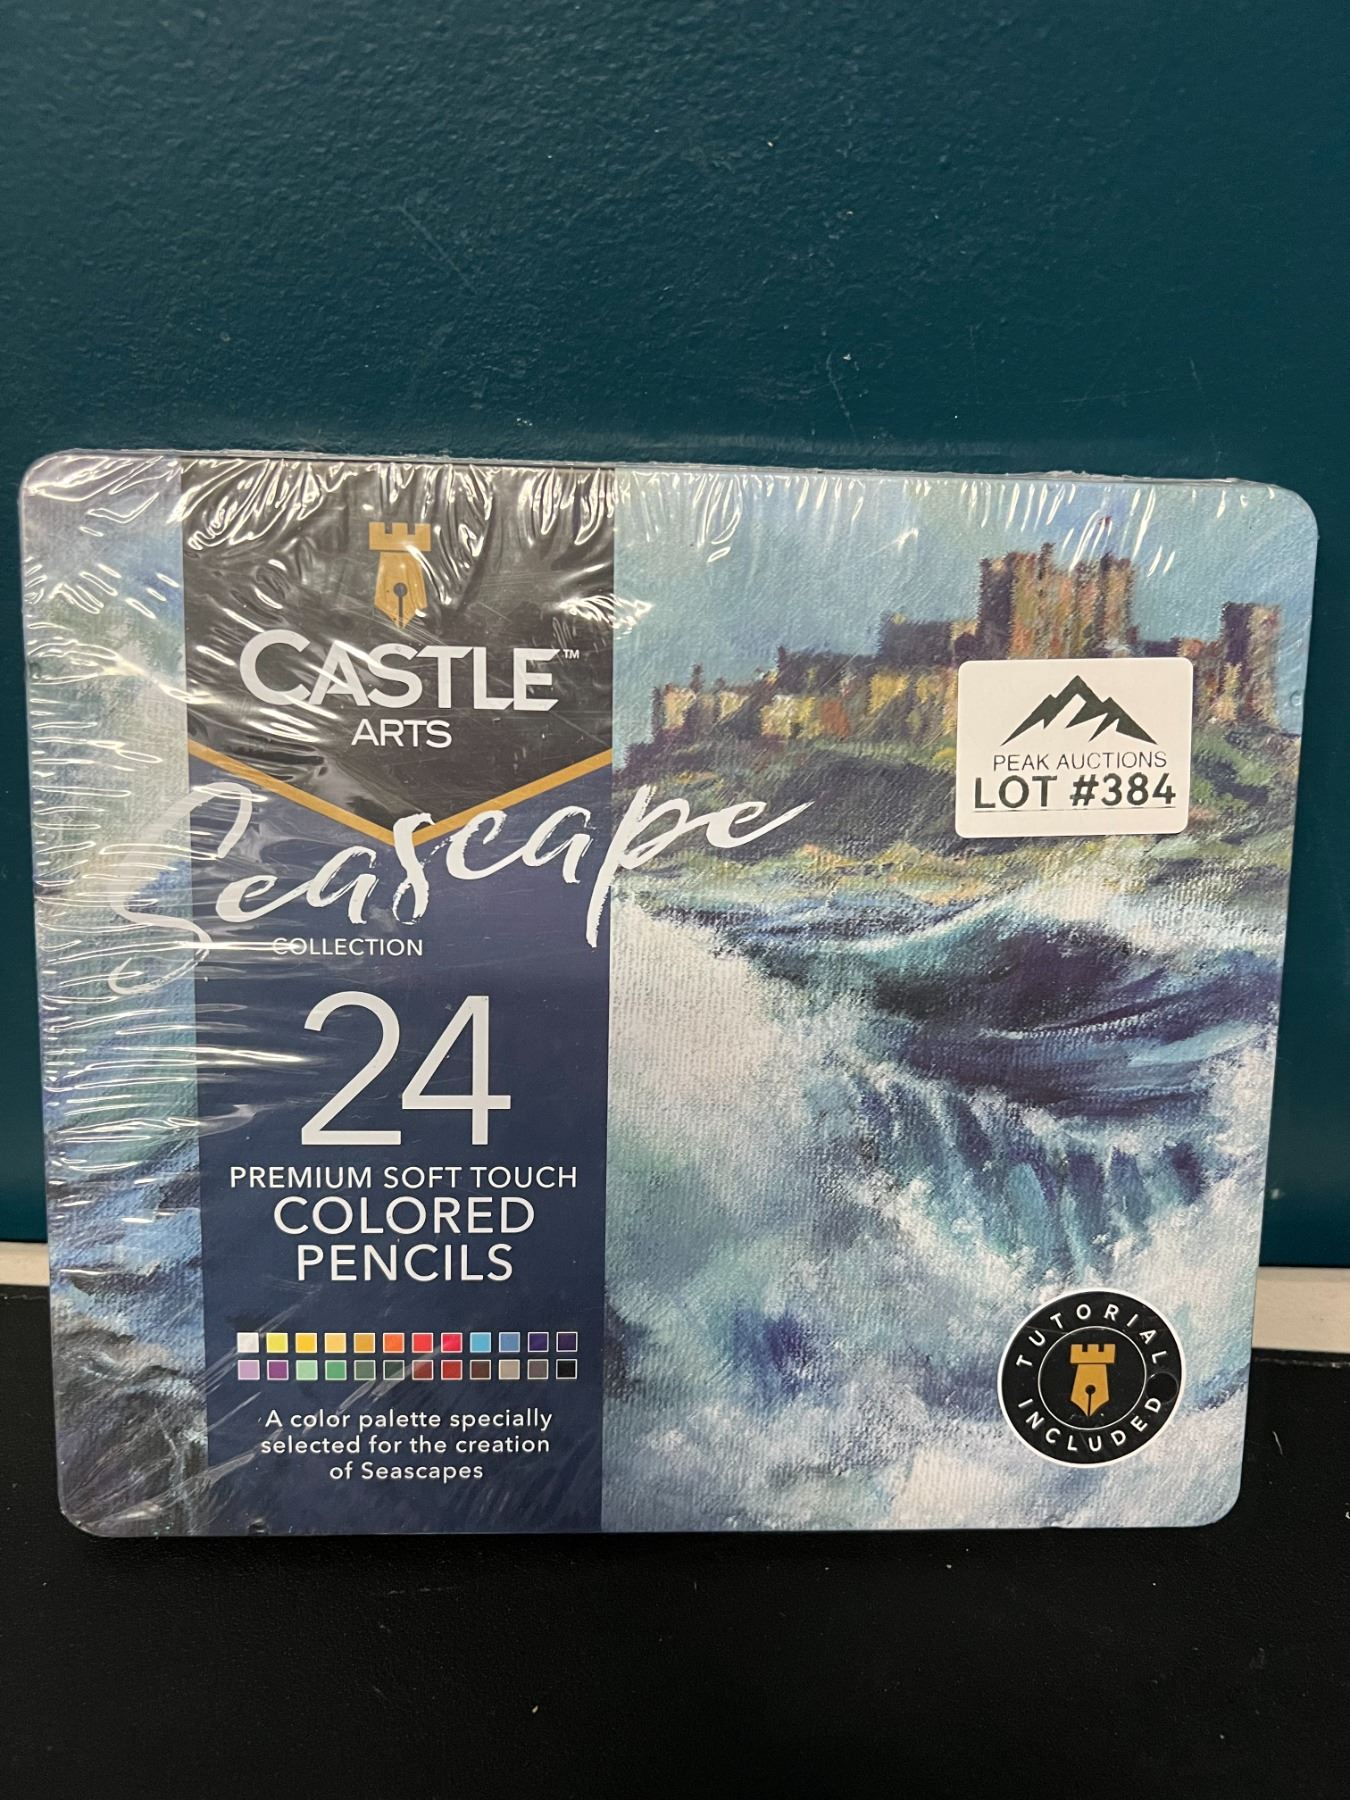 CASTLE™
ARTS
Seascape
COLLECTION
24
PREMIUM SOFT TOUCH
COLORED
PENCILS
A color palette specially
selected for the creation
of Seascapes
PEAK AUCTIONS
LOT #384
TUTORIAL
INCLUDED